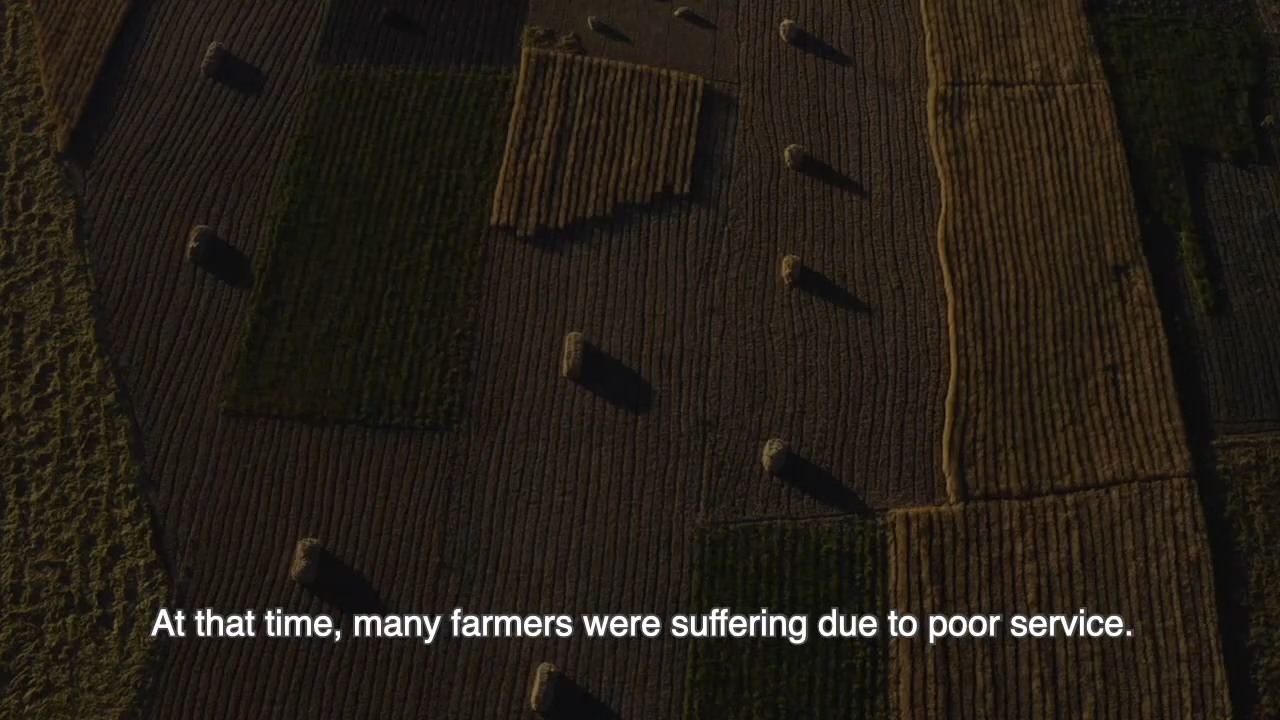 At that time, many farmers were suffering due to poor service.